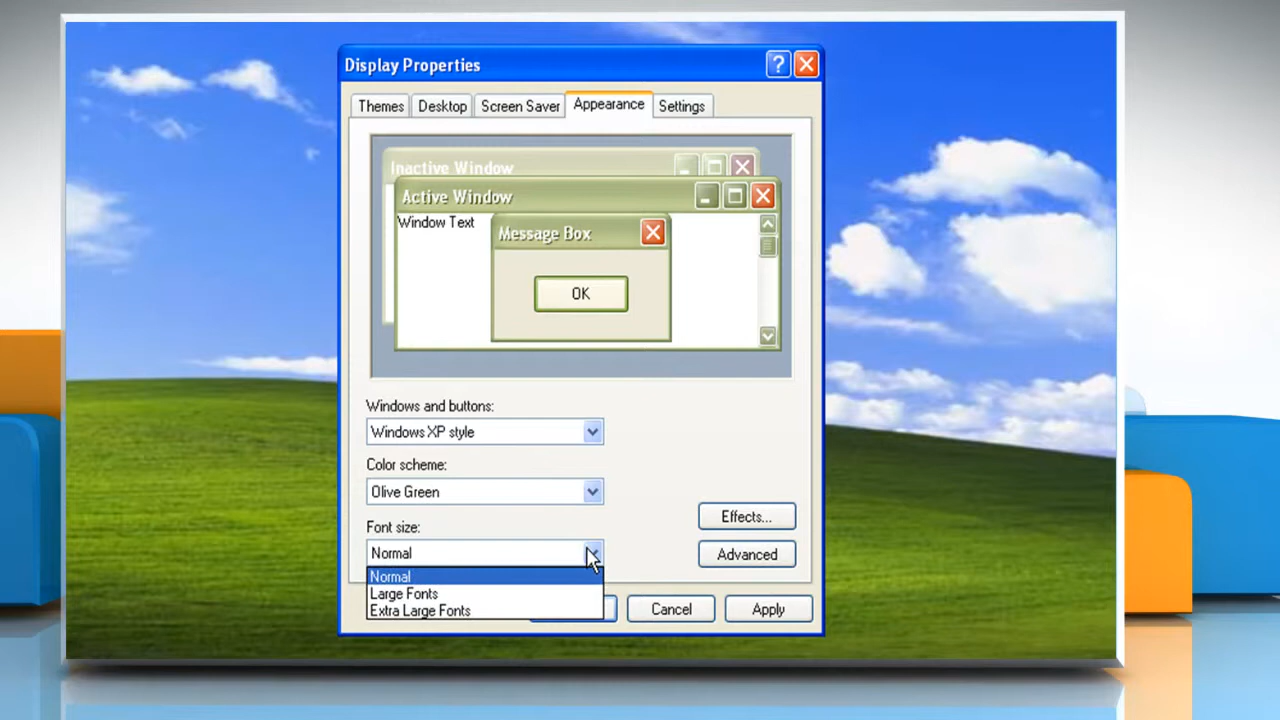 Display Properties
Themes Desktop Screen Saver Appearance Settings
Inactive Window
Active Window
Window Text
Message Box
OK
Windows and buttons:
Windows XP style
Color scheme:
Olive Green
Font size:
Normal
Effects...
Advanced
Normal
Large Fonts
Extra Large Fonts
Cancel Apply